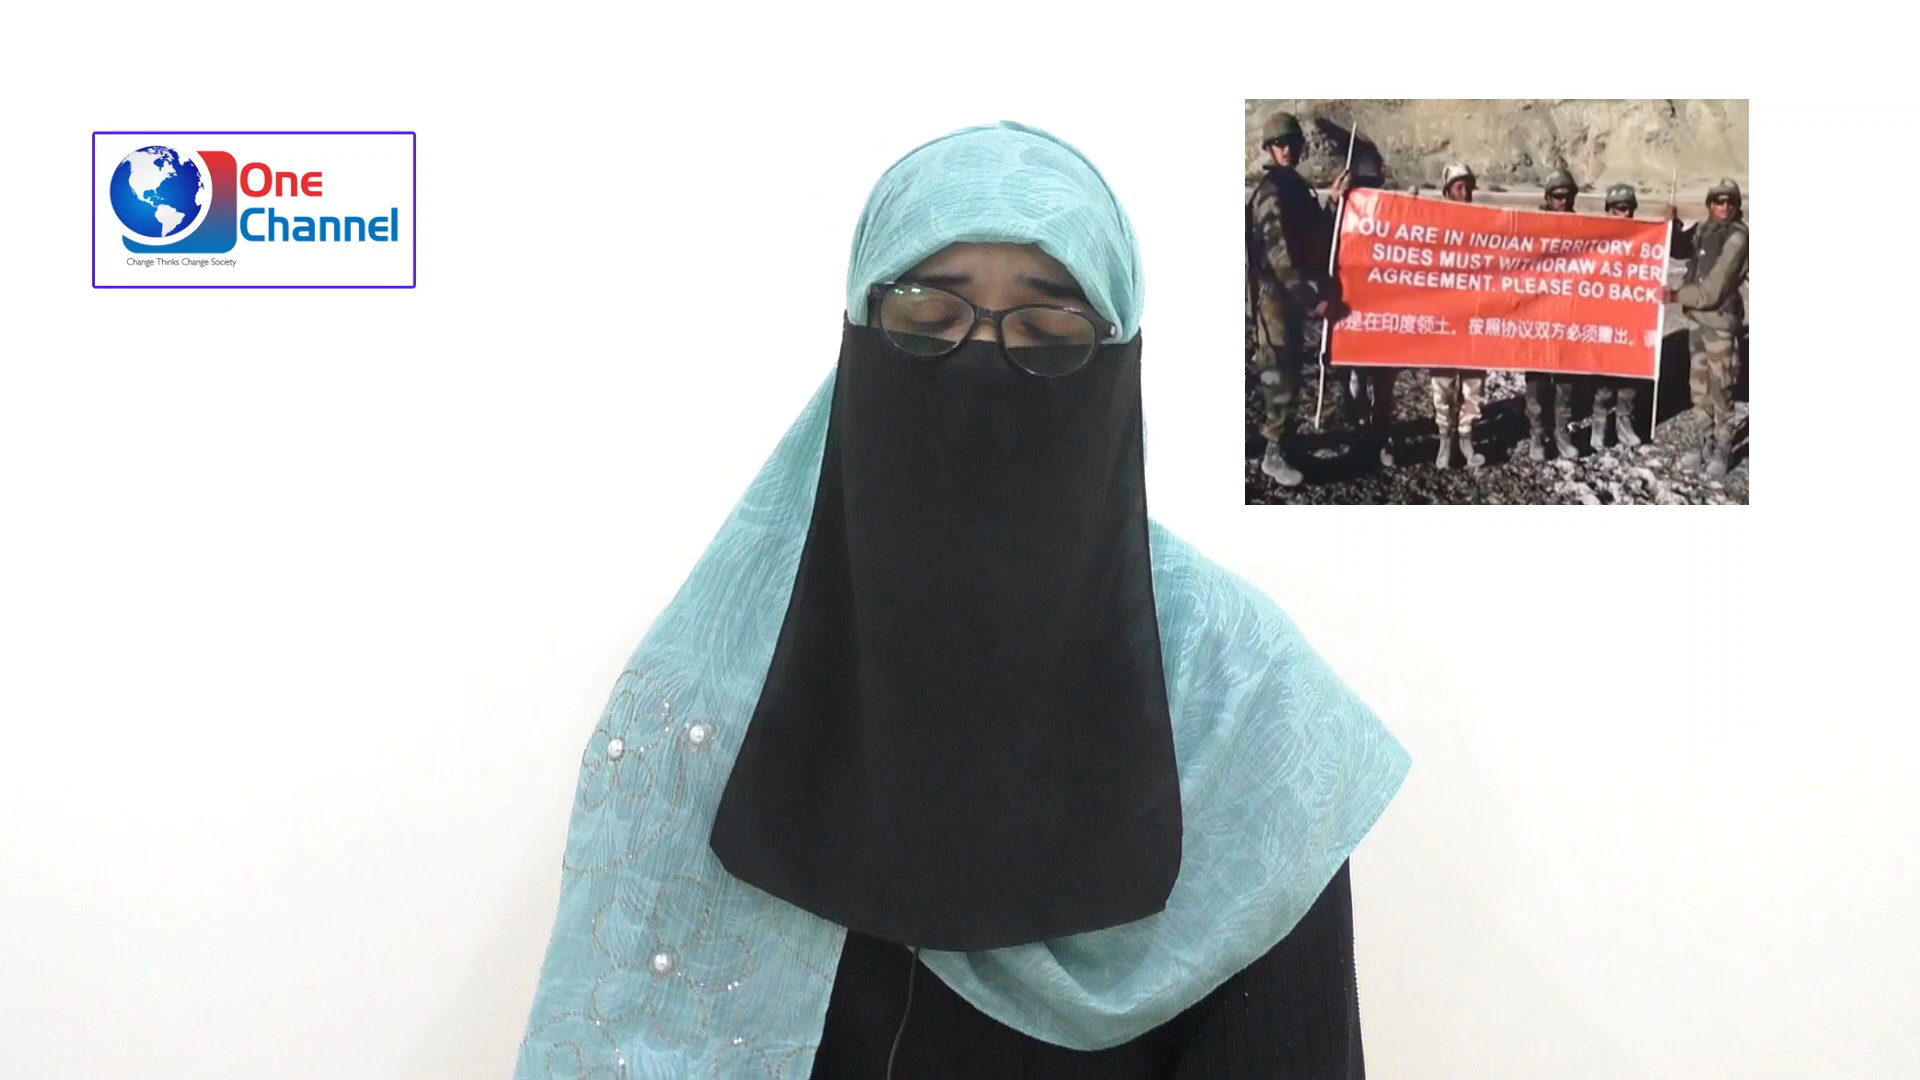 One
Channel
Change Thinks Change Society
OU ARE IN INDIAN TERRITORY. BO
SIDES MUST WITHDRAW AS PER
AGREEMENT. PLEASE GO BACK
是在印度领土。按照协议双方必须撤出。